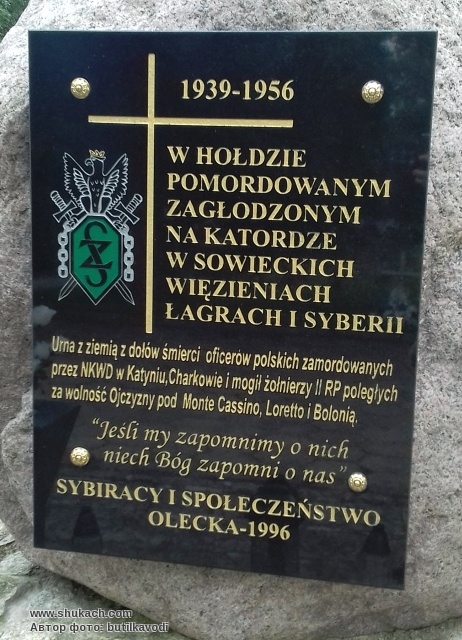 1939-1956
W HOŁDZIE
POMORDOWANYM
ZAGŁODZONYM
NA KATORDZE
W SOWIECKICH
WIĘZIENIACH
ŁAGRACH I SYBERII
Urna z ziemią z dołów śmierci oficerów polskich zamordowanych
przez NKWD w Katyniu,Charkowie i mogił żołnierzy II RP poległych
za wolność Ojczyzny pod Monte Cassino, Loretto i Bolonią.
“Jeśli my zapomnimy o nich
niech Bóg zapomni o nas”
SYBIRACY I SPOŁECZEŃSTWO
OLECKA-1996
www.shukach.com
Автор фото: butilkavodi